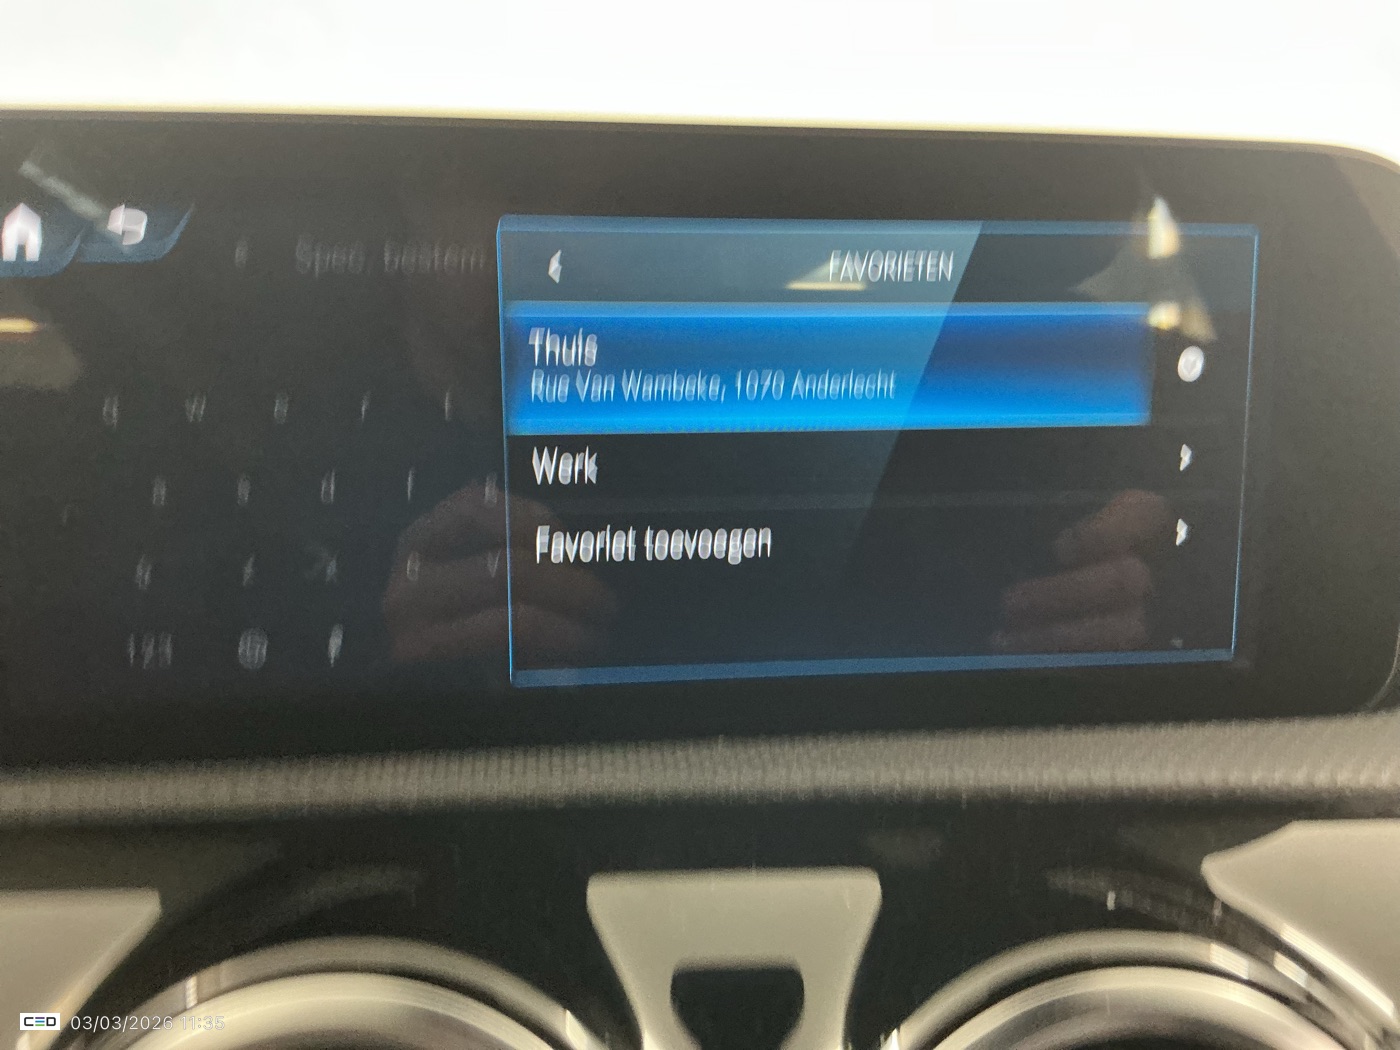 Spec. bestem
FAVORIETEN
Thuis
Rue Van Wambeke, 1070 Anderlecht
Werk
Favoriet toevoegen
123
CED 03/03/2026 11:35